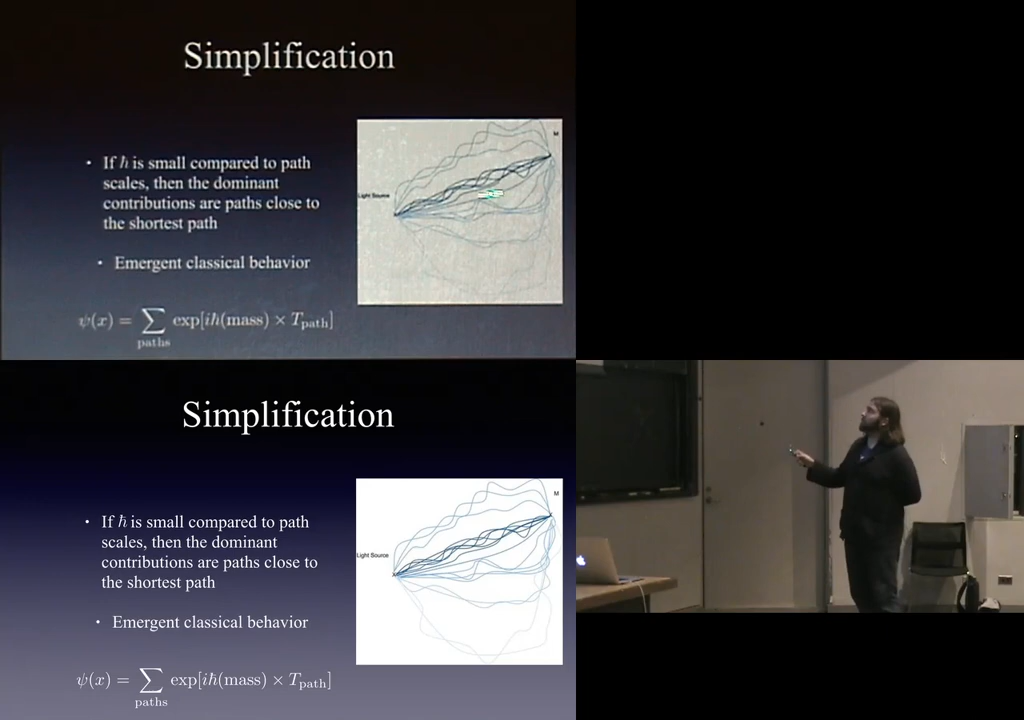 Simplification
• If ℏ is small compared to path
scales, then the dominant
contributions are paths close to
the shortest path
• Emergent classical behavior
ψ(x) = ∑ exp[iℏ(mass) × T_path]
paths
M
Light Source
Simplification
• If ℏ is small compared to path
scales, then the dominant
contributions are paths close to
the shortest path
• Emergent classical behavior
ψ(x) = ∑ exp[iℏ(mass) × T_path]
paths
M
Light Source